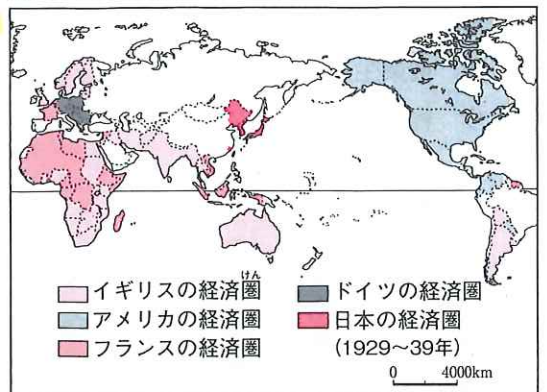 けん
イギリスの経済圏
アメリカの経済圏
フランスの経済圏
ドイツの経済圏
日本の経済圏
(1929～39年)
0 4000km